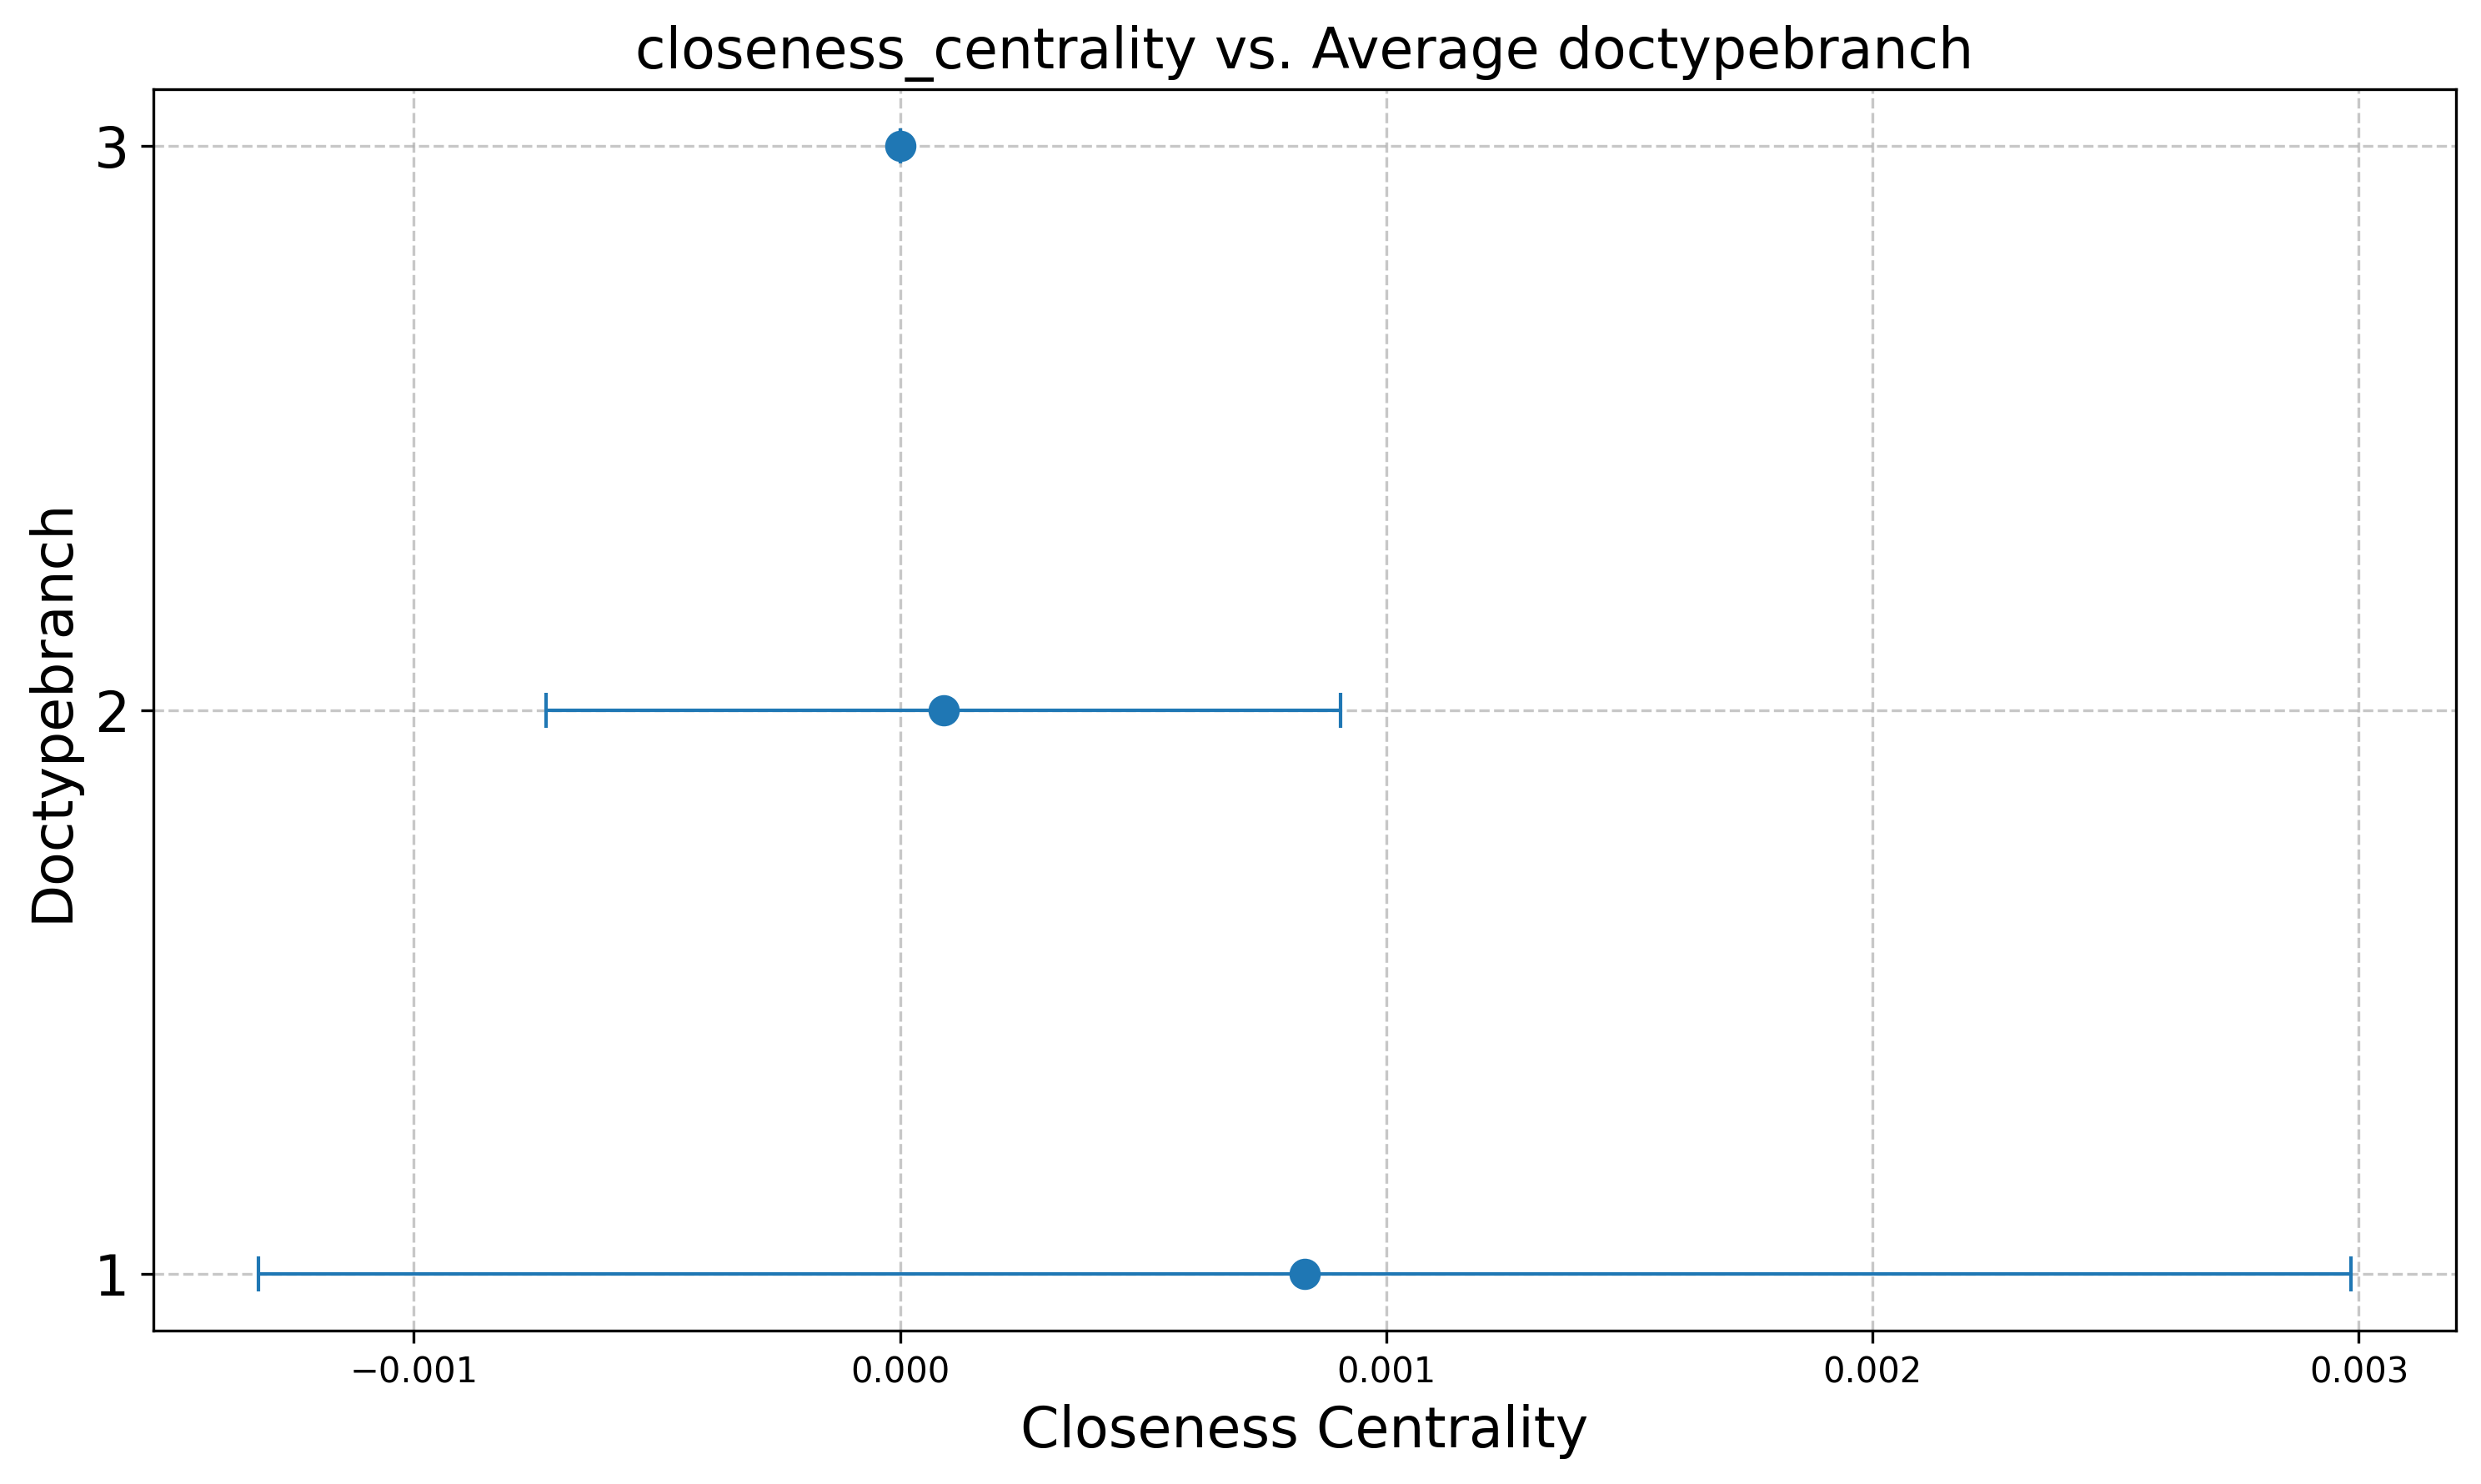 closeness_centrality vs. Average doctypebranch
3
2
1
Doctypebranch
−0.001 0.000 0.001 0.002 0.003
Closeness Centrality